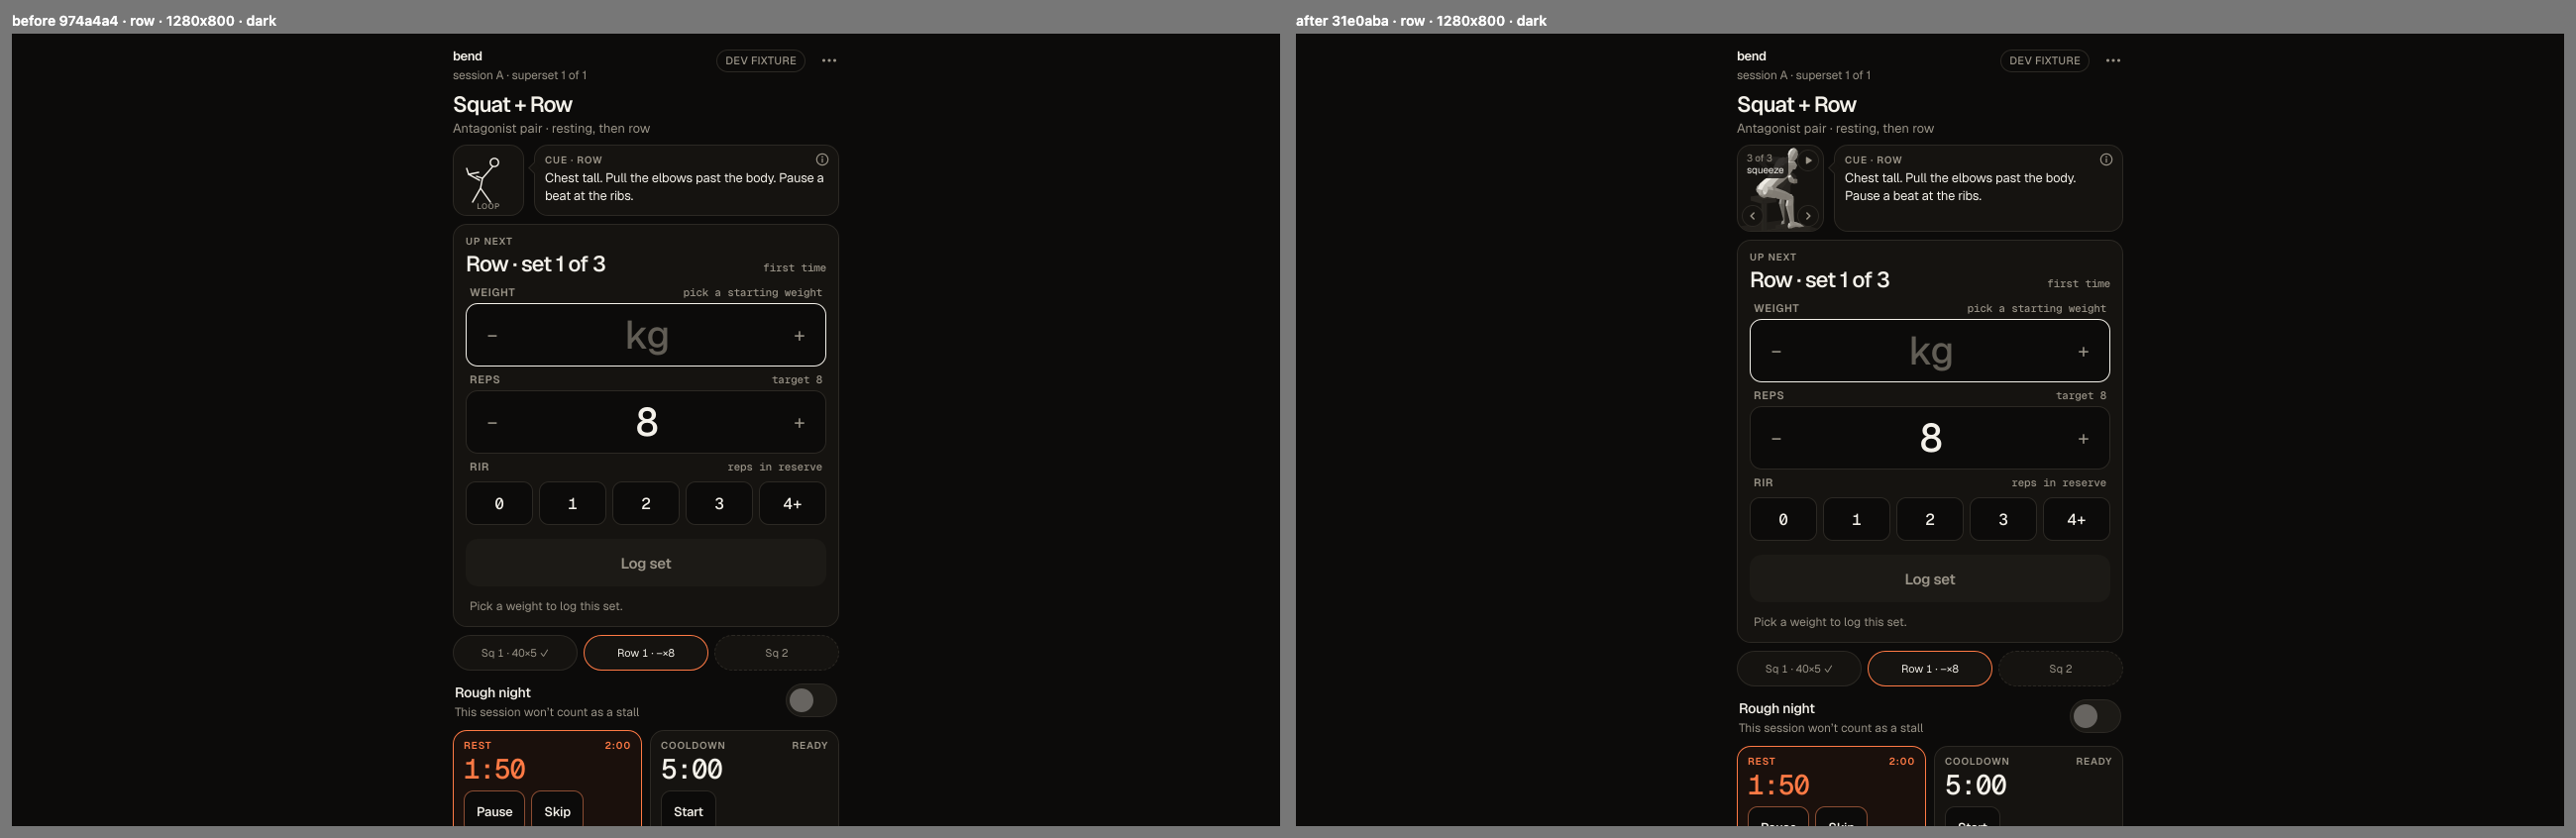 before 974a4a4 · row · 1280x800 · dark
bend
DEV FIXTURE
session A · superset 1 of 1
Squat + Row
Antagonist pair · resting, then row
LOOP
CUE · ROW
Chest tall. Pull the elbows past the body. Pause a
beat at the ribs.
UP NEXT
Row · set 1 of 3
first time
WEIGHT
pick a starting weight
− kg +
REPS
target 8
− 8 +
RIR
reps in reserve
0 1 2 3 4+
Log set
Pick a weight to log this set.
Sq 1 · 40×5 ✓
Row 1 · –×8
Sq 2
Rough night
This session won't count as a stall
REST 2:00
1:50
Pause Skip
COOLDOWN READY
5:00
Start
after 31e0aba · row · 1280x800 · dark
bend
DEV FIXTURE
session A · superset 1 of 1
Squat + Row
Antagonist pair · resting, then row
3 of 3
squeeze
CUE · ROW
Chest tall. Pull the elbows past the body.
Pause a beat at the ribs.
UP NEXT
Row · set 1 of 3
first time
WEIGHT
pick a starting weight
− kg +
REPS
target 8
− 8 +
RIR
reps in reserve
0 1 2 3 4+
Log set
Pick a weight to log this set.
Sq 1 · 40×5 ✓
Row 1 · –×8
Sq 2
Rough night
This session won't count as a stall
REST 2:00
1:50
Pause Skip
COOLDOWN READY
5:00
Start